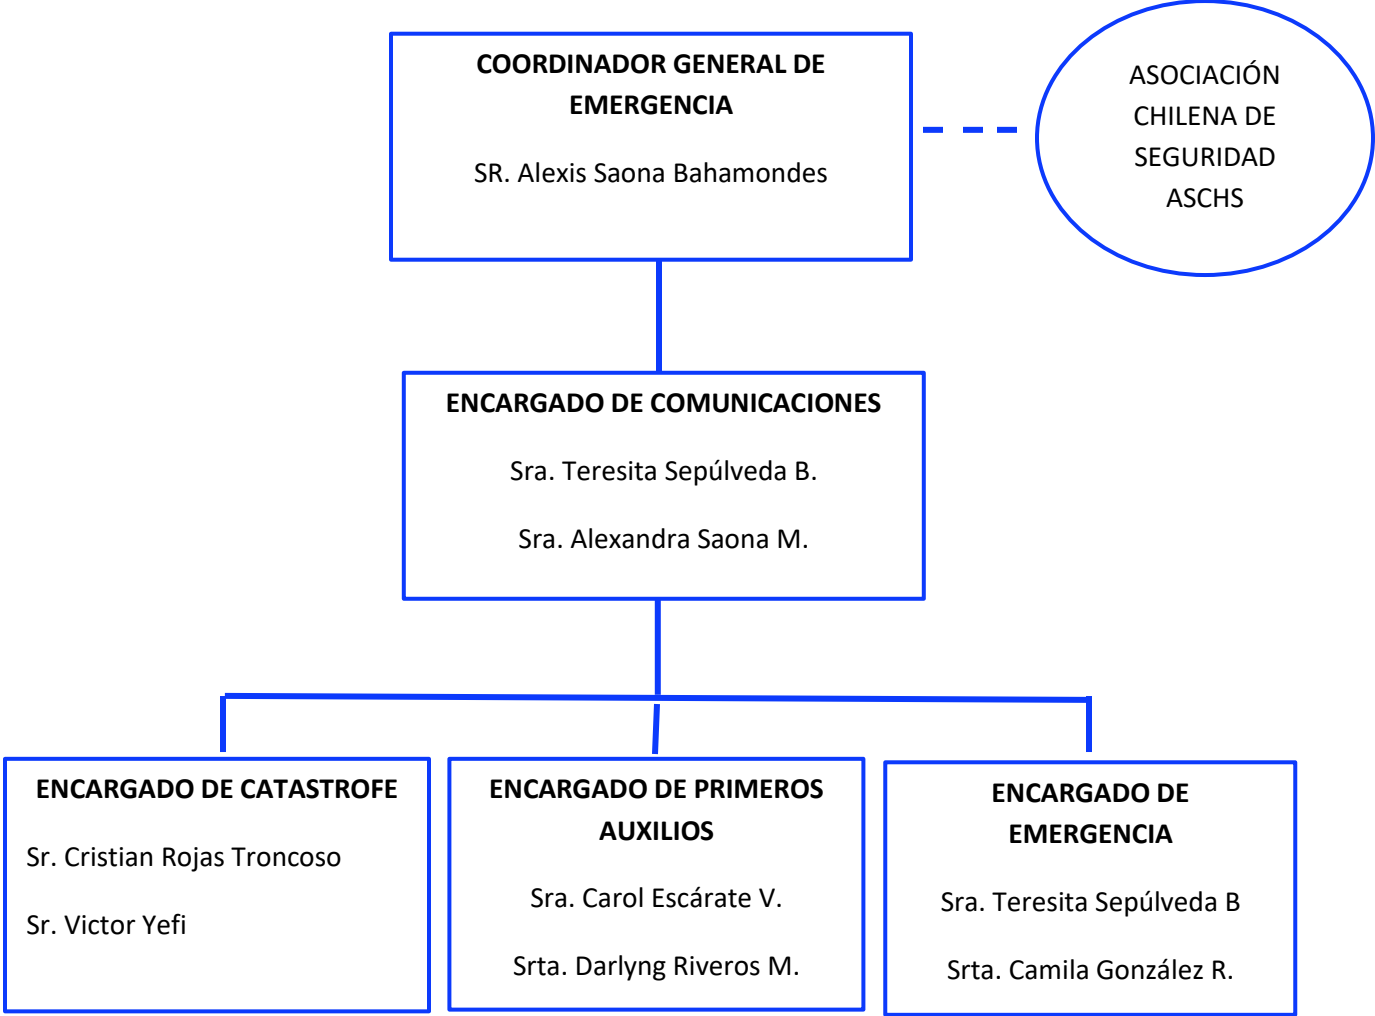 COORDINADOR GENERAL DE
EMERGENCIA
SR. Alexis Saona Bahamondes
ASOCIACIÓN
CHILENA DE
SEGURIDAD
ASCHS
ENCARGADO DE COMUNICACIONES
Sra. Teresita Sepúlveda B.
Sra. Alexandra Saona M.
ENCARGADO DE CATASTROFE
Sr. Cristian Rojas Troncoso
Sr. Victor Yefi
ENCARGADO DE PRIMEROS
AUXILIOS
Sra. Carol Escárate V.
Srta. Darlyng Riveros M.
ENCARGADO DE
EMERGENCIA
Sra. Teresita Sepúlveda B
Srta. Camila González R.